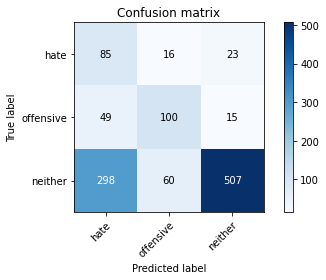 Confusion matrix
hate 85 16 23
offensive 49 100 15
neither 298 60 507
hate offensive neither
True label
Predicted label
500
400
300
200
100